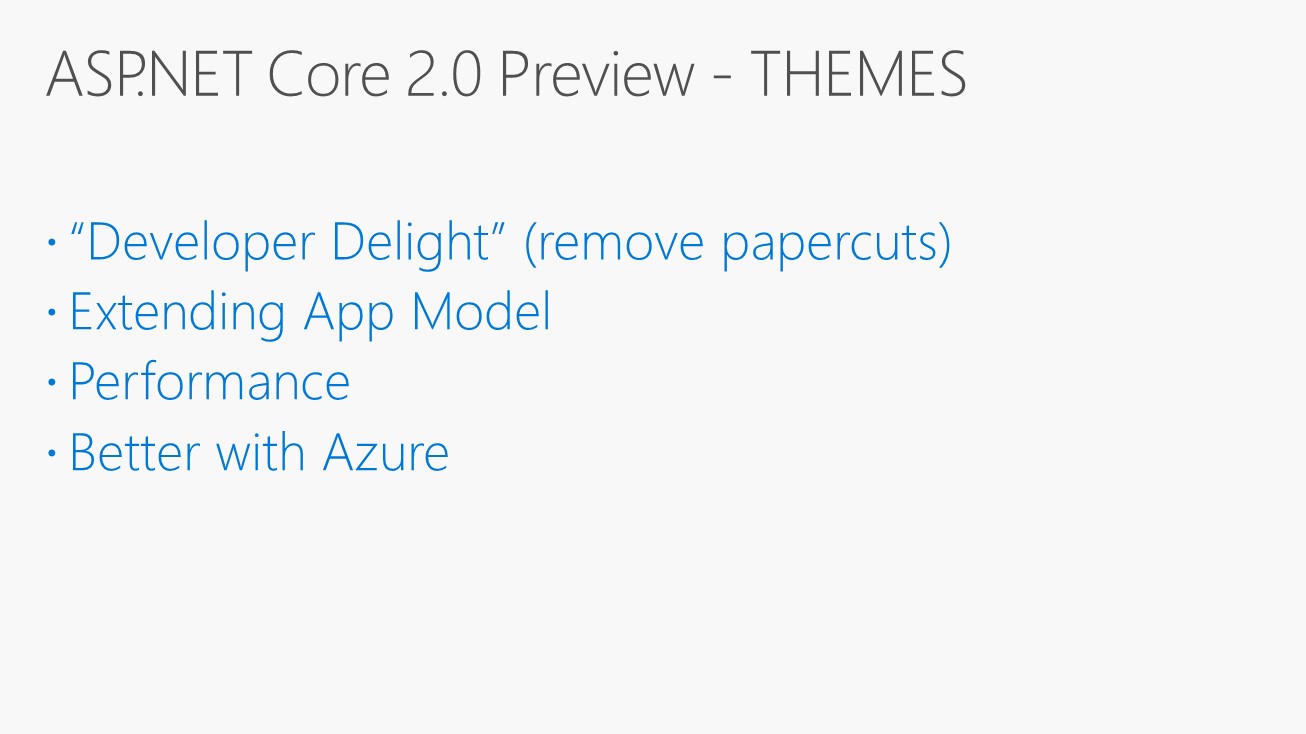 ASP.NET Core 2.0 Preview - THEMES
• “Developer Delight” (remove papercuts)
• Extending App Model
• Performance
• Better with Azure